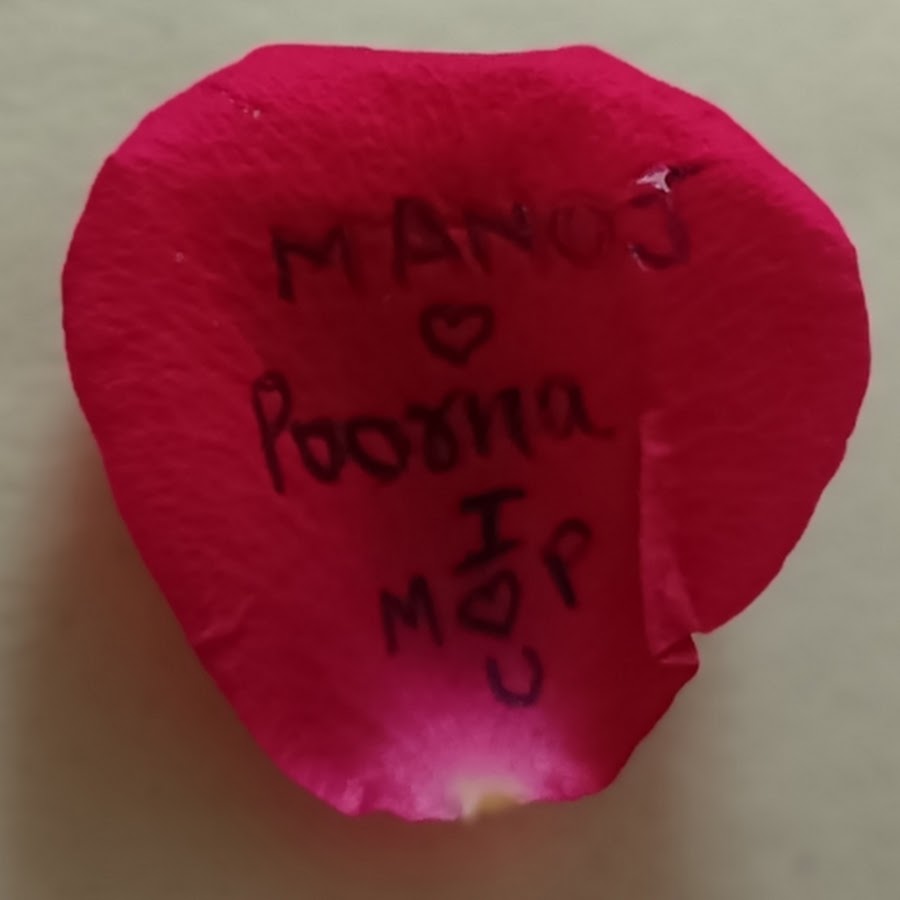 MANOJ
♡
Poorna
I
M ♡ P
U